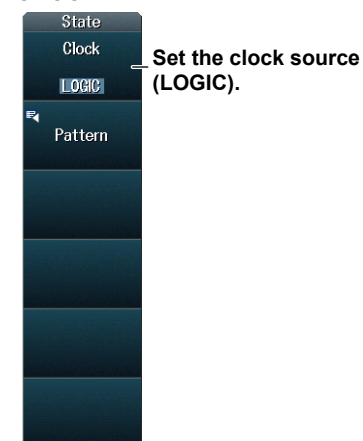 State
Clock
LOGIC
Set the clock source
(LOGIC).
Pattern